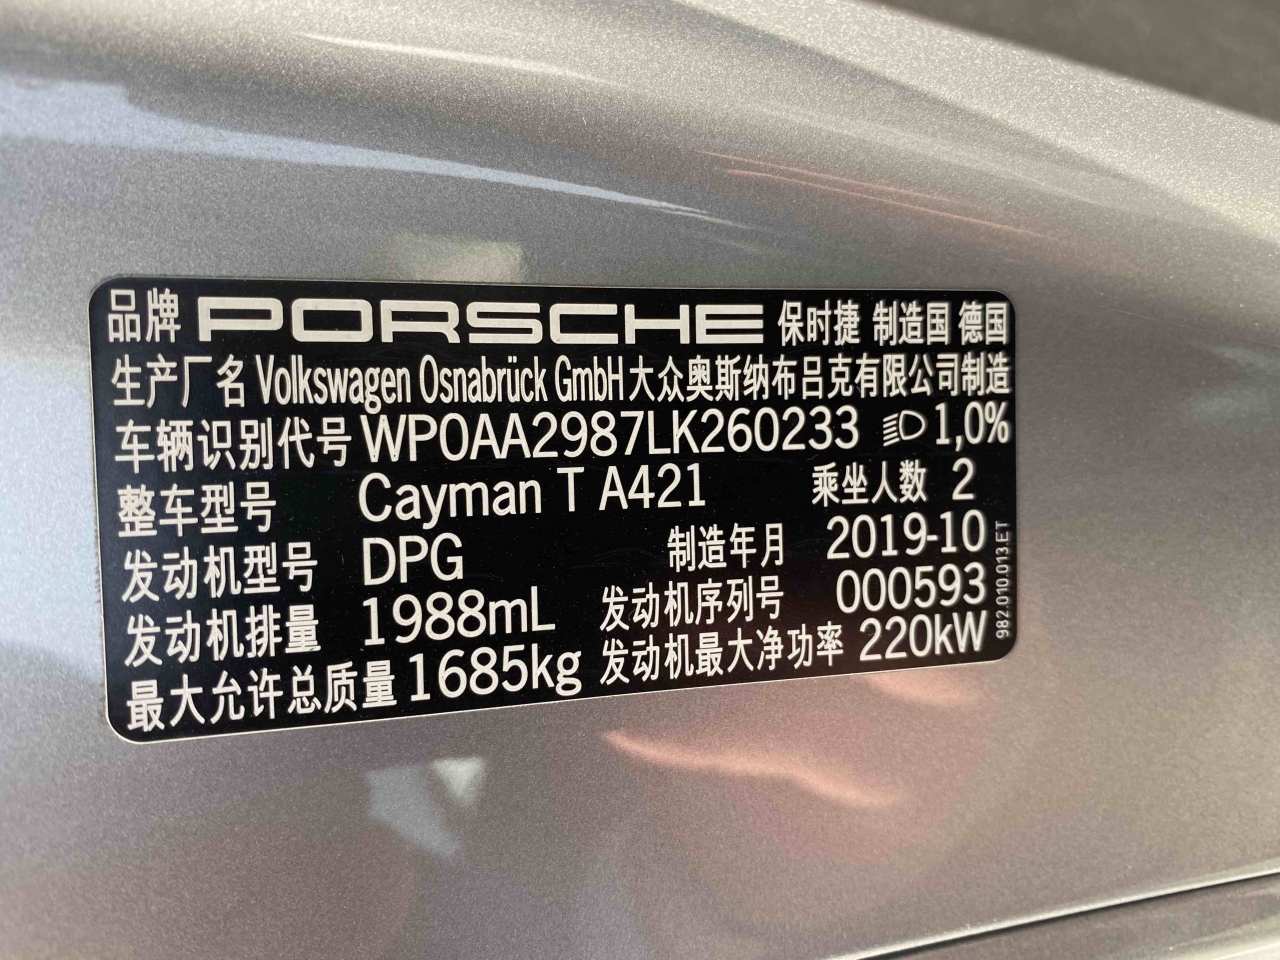 品牌 PORSCHE 保时捷 制造国 德国
生产厂名 Volkswagen Osnabrück GmbH大众奥斯纳布吕克有限公司制造
车辆识别代号 WP0AA2987LK260233 1,0%
整车型号 Cayman T A421 乘坐人数 2
发动机型号 DPG 制造年月 2019-10
发动机排量 1988mL 发动机序列号 000593
最大允许总质量 1685kg 发动机最大净功率 220kW
982.010.013.ET